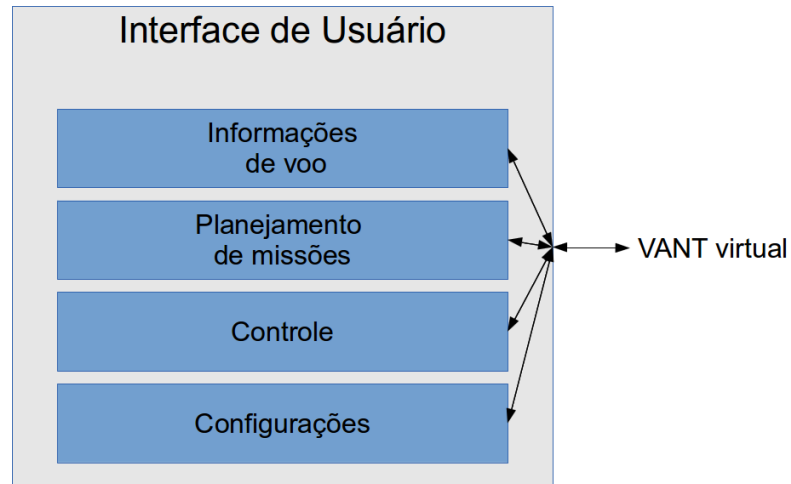 Interface de Usuário
Informações
de voo
Planejamento
de missões
VANT virtual
Controle
Configurações